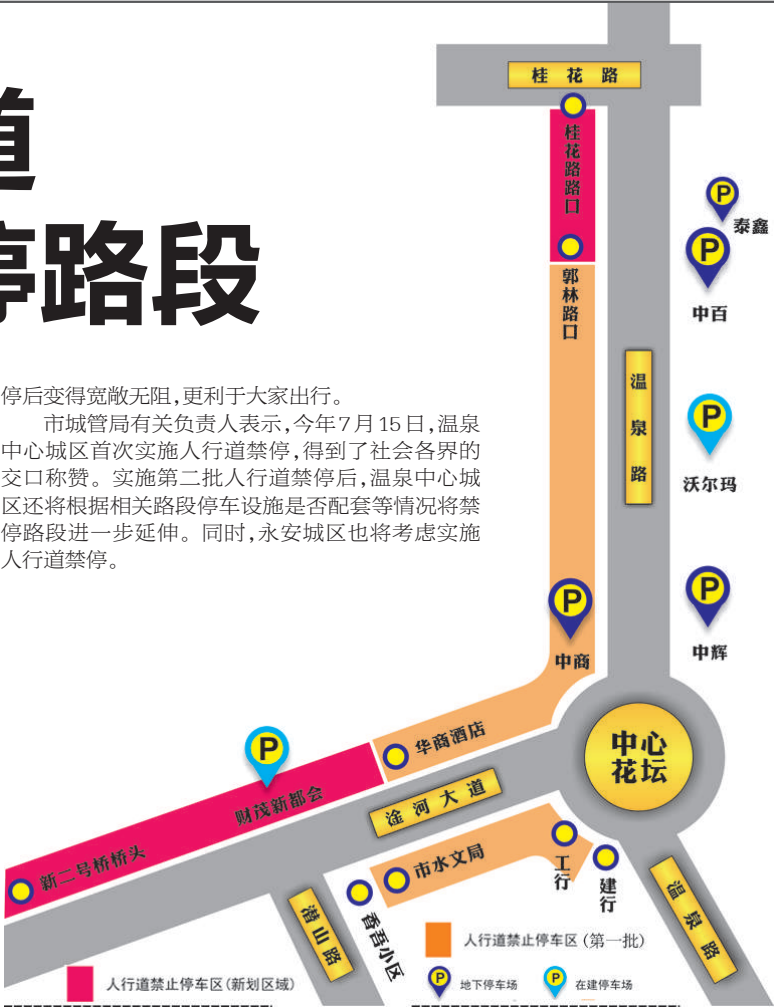 道
停路段
停后变得宽敞无阻,更利于大家出行。
市城管局有关负责人表示,今年7月15日,温泉
中心城区首次实施人行道禁停,得到了社会各界的
交口称赞。实施第二批人行道禁停后,温泉中心城
区还将根据相关路段停车设施是否配套等情况将禁
停路段进一步延伸。同时,永安城区也将考虑实施
人行道禁停。
桂花路
桂花路路口
郭林路口
P
泰鑫
P
中百
温泉路
P
沃尔玛
P
中商
P
中辉
中心
花坛
华商酒店
P
财茂新都会
新二号桥桥头
淦河大道
市水文局
工行
建行
香吾小区
潜山路
温泉路
人行道禁止停车区(第一批)
人行道禁止停车区(新划区域)
P 地下停车场
P 在建停车场